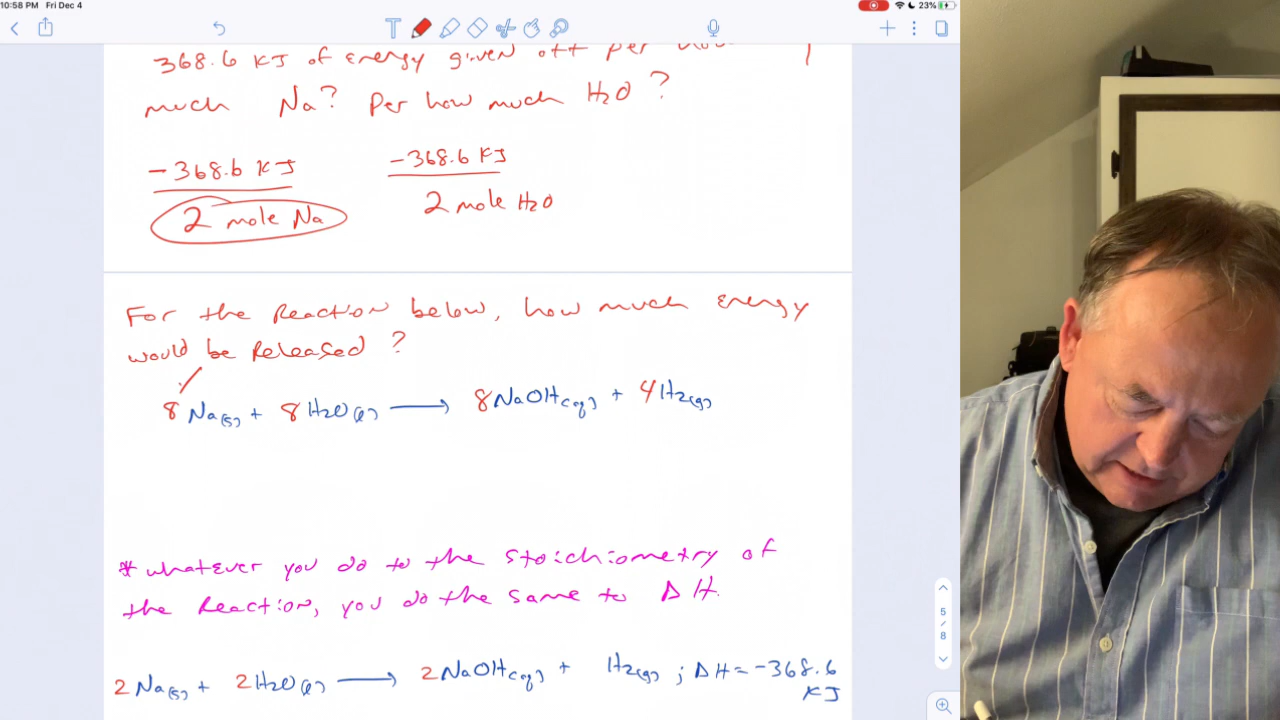 10:58 PM Fri Dec 4
23%
368.6 KJ of Energy given off per how
much Na? Per how much H2O ?
-368.6 KJ
2 mole Na
-368.6 KJ
2 mole H2O
For the Reaction below, how much Energy
would be Released ?
8 Na(s) + 8 H2O(l) ⟶ 8 NaOH(aq) + 4 H2(g)
* whatever you do to the stoichiometry of
the Reaction, you do the same to ΔH.
2 Na(s) + 2 H2O(l) ⟶ 2 NaOH(aq) + H2(g) ; ΔH = -368.6
KJ
5
/
8